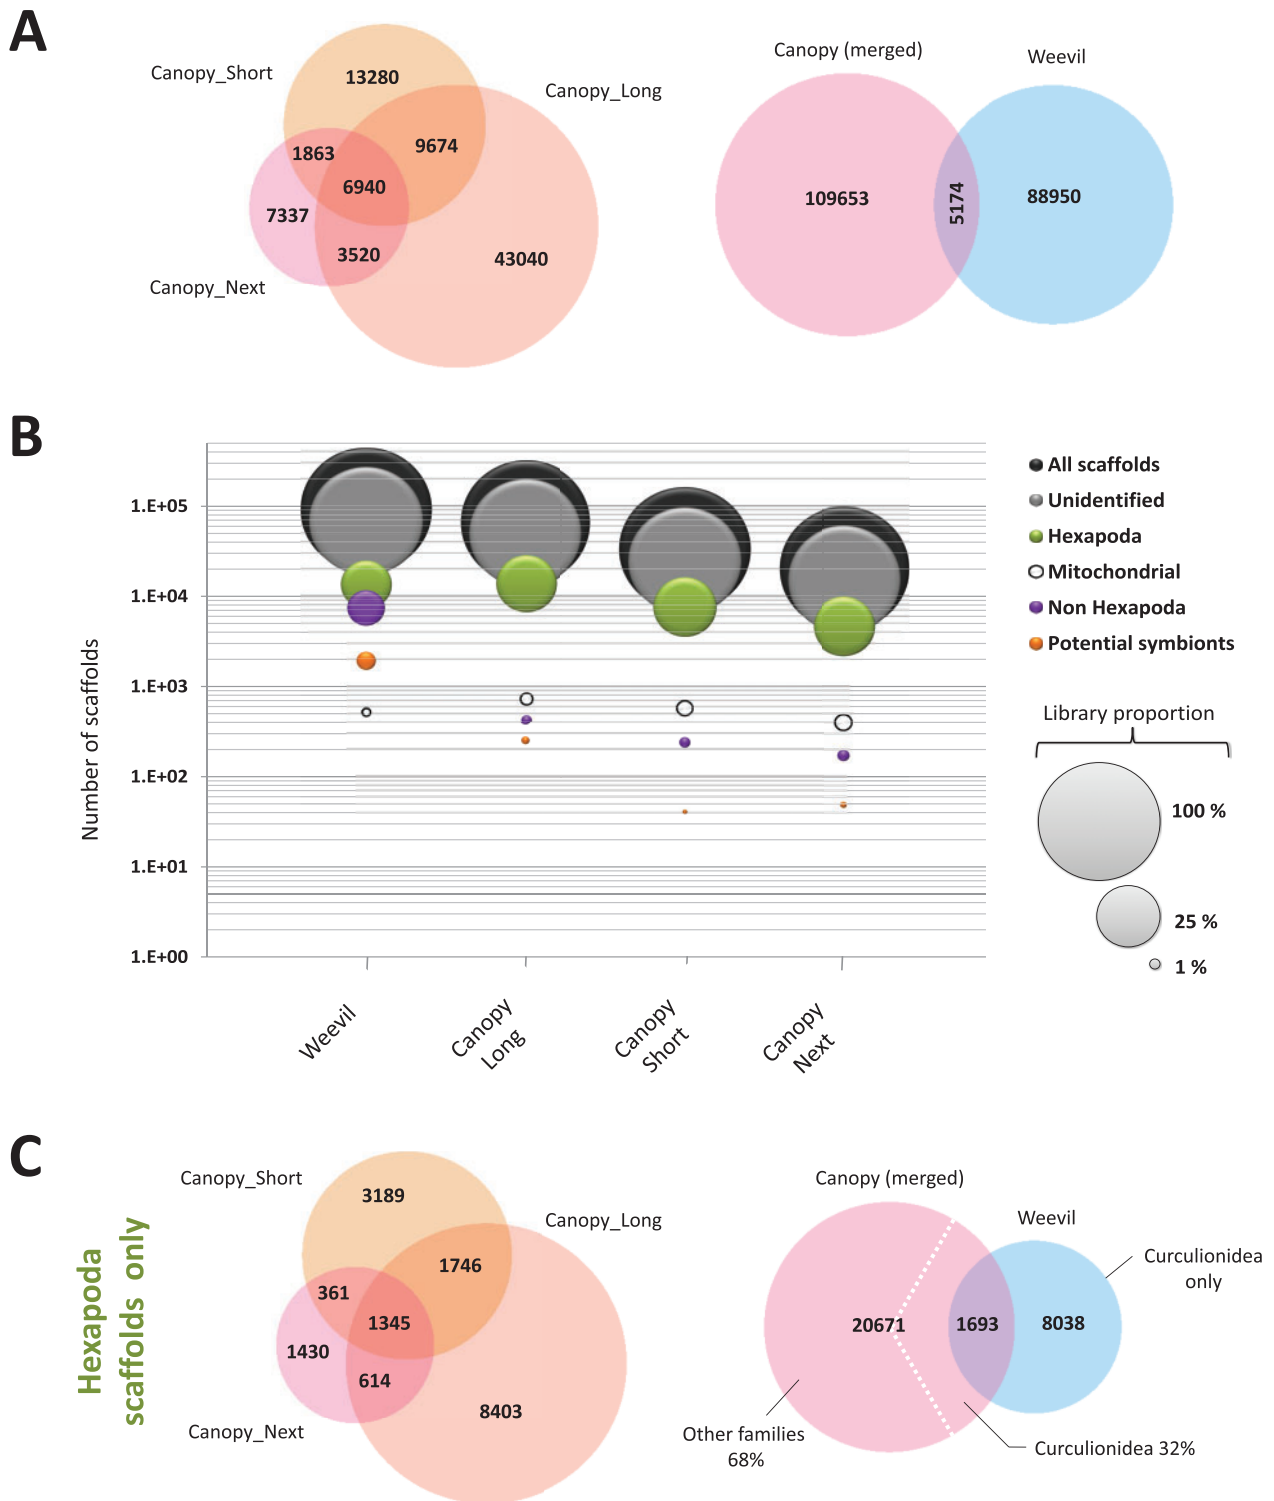 A
Canopy_Short
13280
Canopy_Long
9674
1863
6940
7337
3520
43040
Canopy_Next
Canopy (merged)
Weevil
109653
5174
88950
B
Number of scaffolds
1.E+05
1.E+04
1.E+03
1.E+02
1.E+01
1.E+00
Weevil
Canopy
Long
Canopy
Short
Canopy
Next
All scaffolds
Unidentified
Hexapoda
Mitochondrial
Non Hexapoda
Potential symbionts
Library proportion
100 %
25 %
1 %
C
Hexapoda
scaffolds only
Canopy_Short
3189
Canopy_Long
1746
361
1345
1430
614
8403
Canopy_Next
Canopy (merged)
Weevil
Curculionidea
only
20671
1693
8038
Other families
68%
Curculionidea 32%